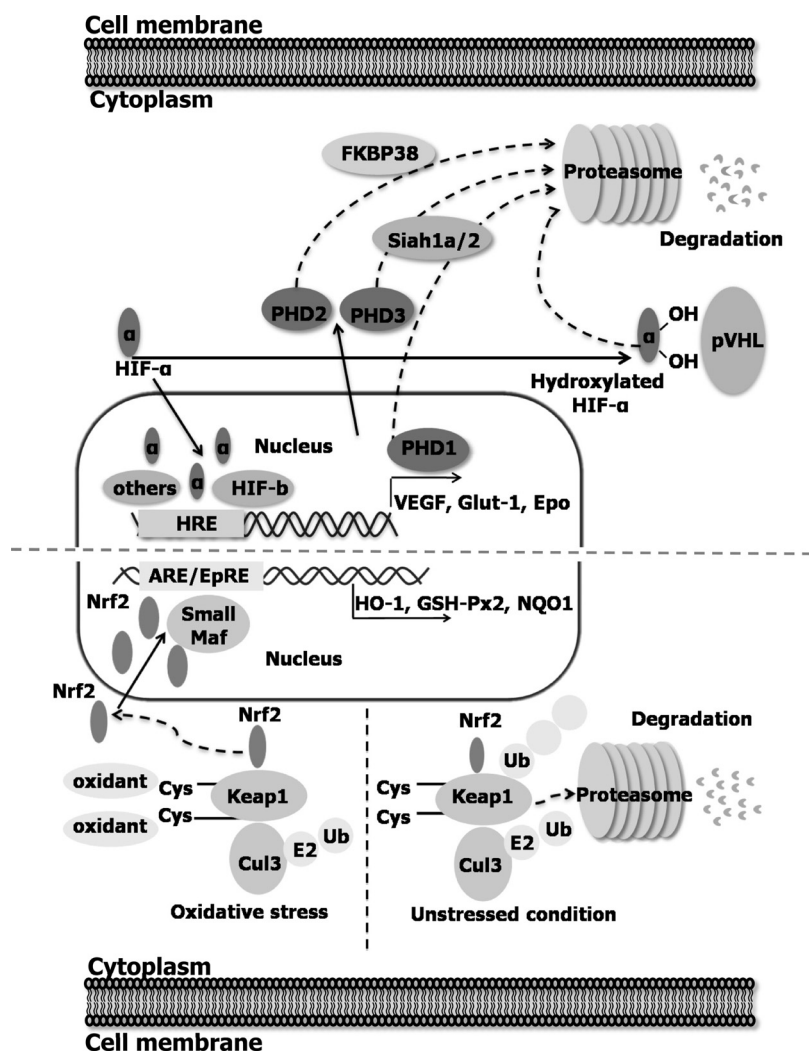 Cell membrane
Cytoplasm
FKBP38
Proteasome
Siah1a/2
Degradation
PHD2
PHD3
α
HIF-α
α
OH
OH
pVHL
Hydroxylated
HIF-α
Nucleus
PHD1
α
α
α
others
HIF-b
VEGF, Glut-1, Epo
HRE
ARE/EpRE
Nrf2
Small
Maf
HO-1, GSH-Px2, NQO1
Nucleus
Nrf2
Nrf2
oxidant
Cys
Keap1
oxidant
Cys
Cul3
E2
Ub
Oxidative stress
Nrf2
Ub
Degradation
Cys
Keap1
Proteasome
Cys
Cul3
E2
Ub
Unstressed condition
Cytoplasm
Cell membrane